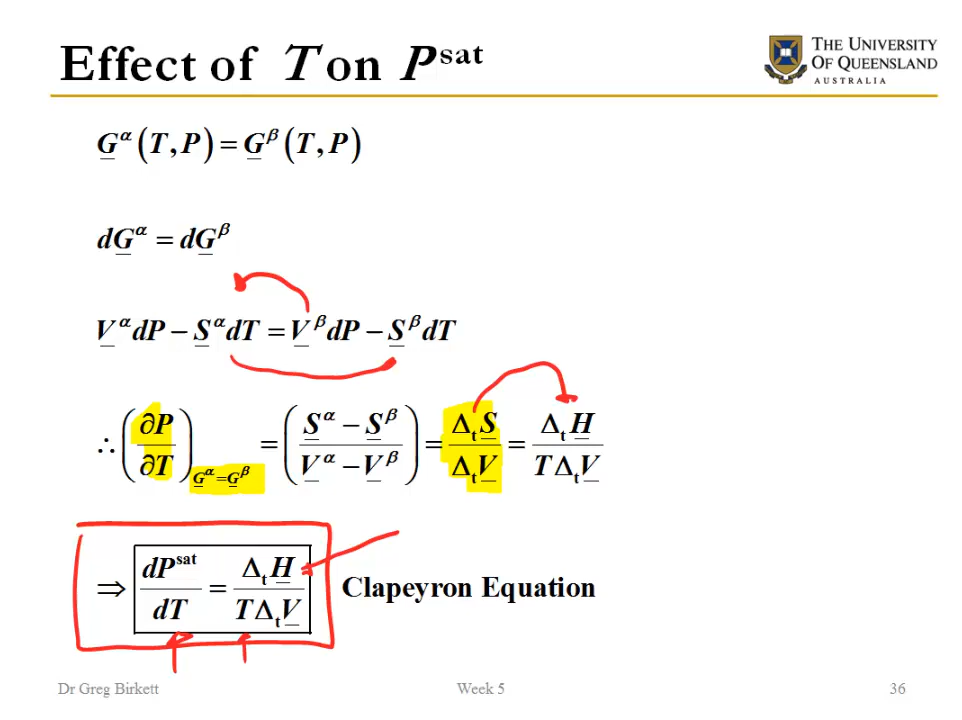 Effect of T on Pˢᵃᵗ
THE UNIVERSITY
OF QUEENSLAND
AUSTRALIA
G̲^α (T, P) = G̲^β (T, P)
dG̲^α = dG̲^β
V̲^α dP − S̲^α dT = V̲^β dP − S̲^β dT
∴ (∂P/∂T)_{G̲^α = G̲^β} = ((S̲^α − S̲^β)/(V̲^α − V̲^β)) = Δ_t S̲/Δ_t V̲ = Δ_t H̲/(T Δ_t V̲)
⇒ dP^sat/dT = Δ_t H̲/(T Δ_t V̲) Clapeyron Equation
Dr Greg Birkett Week 5 36